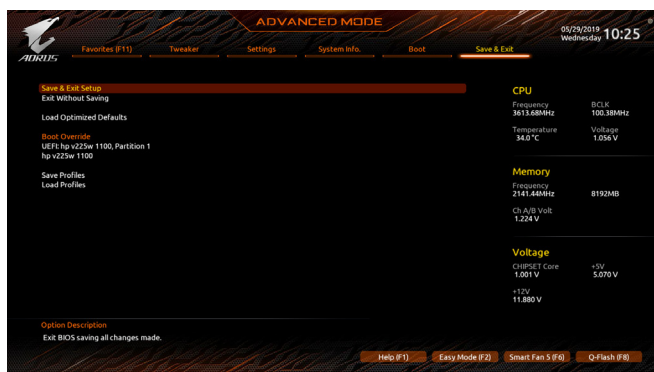 ADVANCED MODE
05/29/2019 Wednesday 10:25
AORUS
Favorites (F11) Tweaker Settings System Info. Boot Save & Exit
Save & Exit Setup
Exit Without Saving
Load Optimized Defaults
Boot Override
UEFI: hp v225w 1100, Partition 1
hp v225w 1100
Save Profiles
Load Profiles
CPU
Frequency BCLK
3613.68MHz 100.38MHz
Temperature Voltage
34.0 °C 1.056 V
Memory
Frequency
2141.44MHz 8192MB
Ch A/B Volt
1.224 V
Voltage
CHIPSET Core +5V
1.001 V 5.070 V
+12V
11.880 V
Option Description
Exit BIOS saving all changes made.
Help (F1) Easy Mode (F2) Smart Fan 5 (F6) Q-Flash (F8)